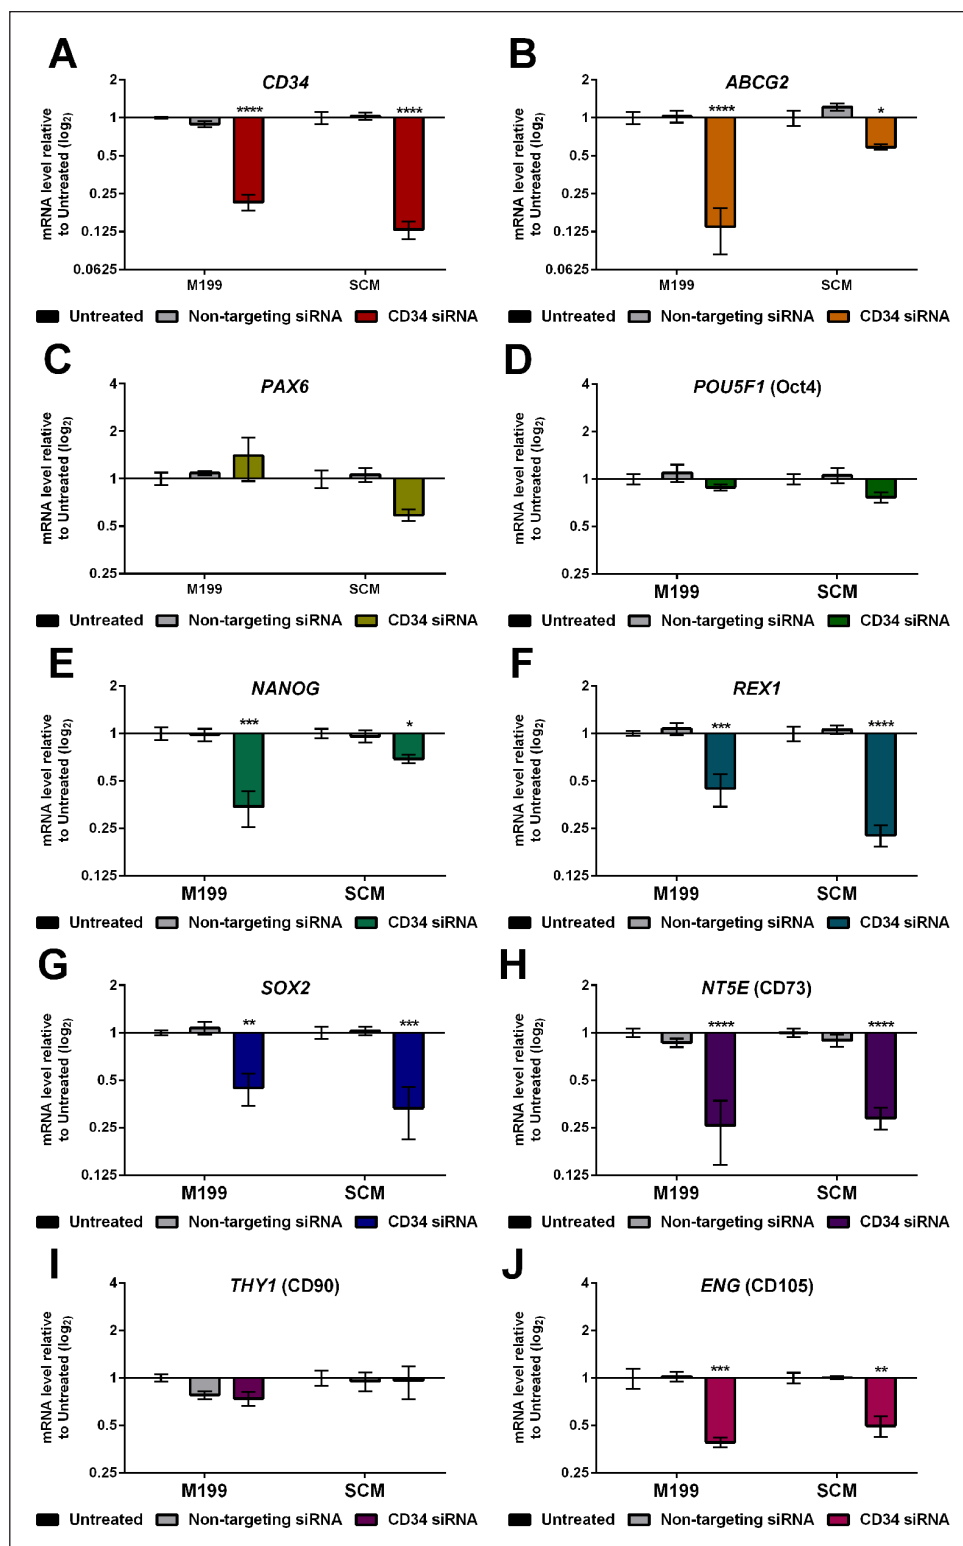 A
CD34
mRNA level relative
to Untreated (log2)
2
1
0.5
0.25
0.125
0.0625
****
****
M199
SCM
Untreated
Non-targeting siRNA
CD34 siRNA
B
ABCG2
mRNA level relative
to Untreated (log2)
2
1
0.5
0.25
0.125
0.0625
****
*
M199
SCM
Untreated
Non-targeting siRNA
CD34 siRNA
C
PAX6
mRNA level relative
to Untreated (log2)
4
2
1
0.5
0.25
M199
SCM
Untreated
Non-targeting siRNA
CD34 siRNA
D
POU5F1 (Oct4)
mRNA level relative
to Untreated (log2)
4
2
1
0.5
0.25
M199
SCM
Untreated
Non-targeting siRNA
CD34 siRNA
E
NANOG
mRNA level relative
to Untreated (log2)
2
1
0.5
0.25
0.125
***
*
M199
SCM
Untreated
Non-targeting siRNA
CD34 siRNA
F
REX1
mRNA level relative
to Untreated (log2)
2
1
0.5
0.25
0.125
***
****
M199
SCM
Untreated
Non-targeting siRNA
CD34 siRNA
G
SOX2
mRNA level relative
to Untreated (log2)
2
1
0.5
0.25
0.125
**
***
M199
SCM
Untreated
Non-targeting siRNA
CD34 siRNA
H
NT5E (CD73)
mRNA level relative
to Untreated (log2)
2
1
0.5
0.25
0.125
****
****
M199
SCM
Untreated
Non-targeting siRNA
CD34 siRNA
I
THY1 (CD90)
mRNA level relative
to Untreated (log2)
4
2
1
0.5
0.25
M199
SCM
Untreated
Non-targeting siRNA
CD34 siRNA
J
ENG (CD105)
mRNA level relative
to Untreated (log2)
4
2
1
0.5
0.25
***
**
M199
SCM
Untreated
Non-targeting siRNA
CD34 siRNA